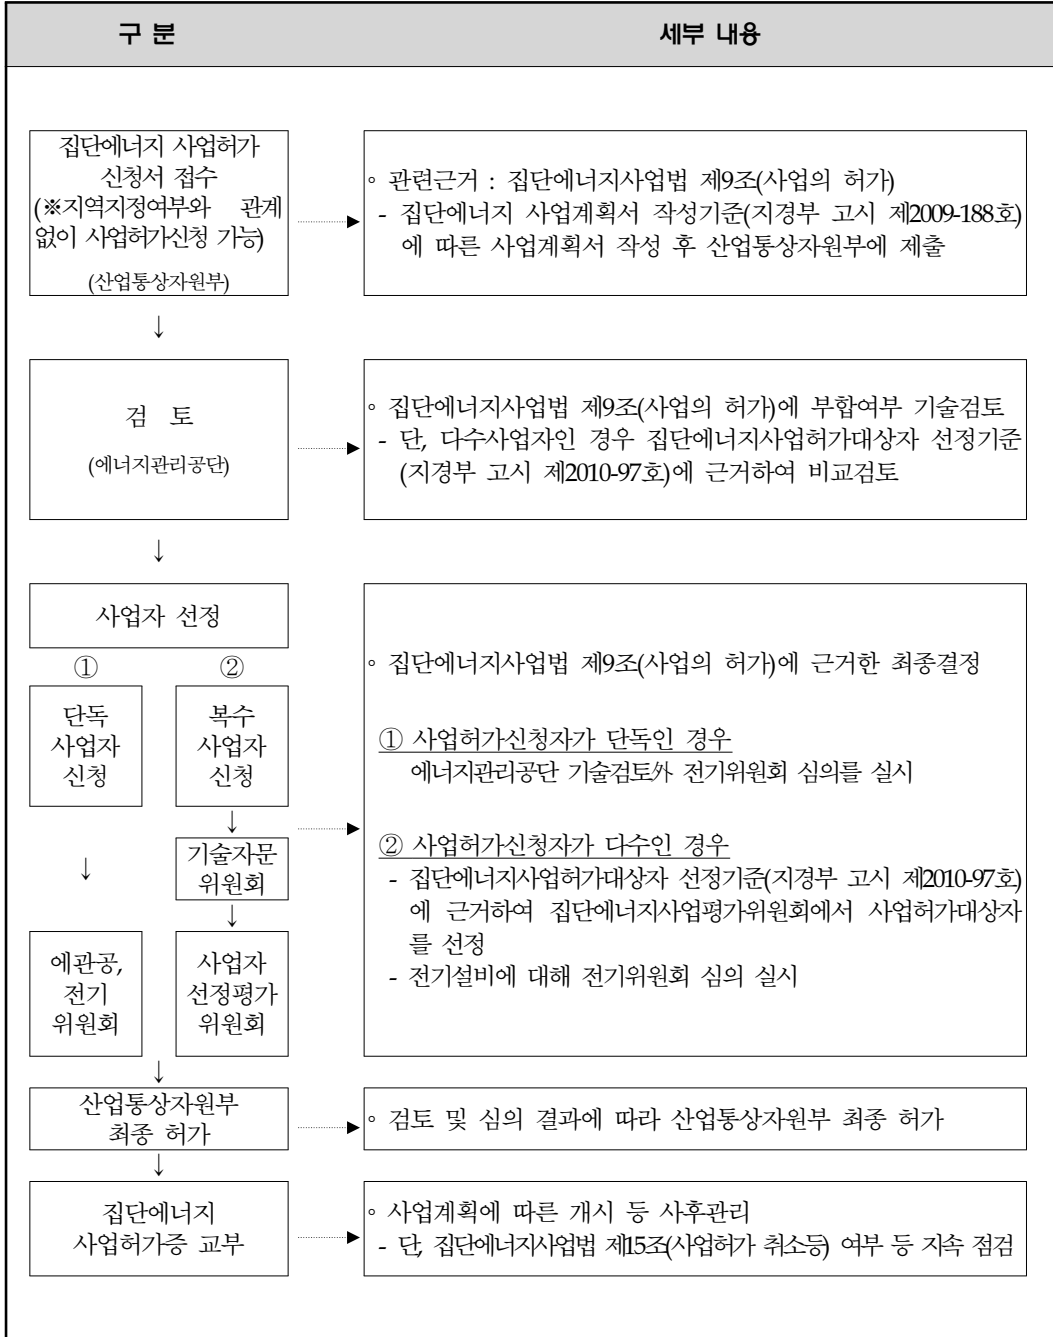 구 분
세부 내용
집단에너지 사업허가
신청서 접수
(※지역지정여부와 관계
없이 사업허가신청 가능)
(산업통상자원부)
◦ 관련근거 : 집단에너지사업법 제9조(사업의 허가)
- 집단에너지 사업계획서 작성기준(지경부 고시 제2009-188호)
에 따른 사업계획서 작성 후 산업통상자원부에 제출
↓
검 토
(에너지관리공단)
◦ 집단에너지사업법 제9조(사업의 허가)에 부합여부 기술검토
- 단, 다수사업자인 경우 집단에너지사업허가대상자 선정기준
(지경부 고시 제2010-97호)에 근거하여 비교검토
↓
사업자 선정
①
②
단독
사업자
신청
복수
사업자
신청
↓
기술자문
위원회
↓
↓
에관공,
전기
위원회
사업자
선정평가
위원회
◦ 집단에너지사업법 제9조(사업의 허가)에 근거한 최종결정
① 사업허가신청자가 단독인 경우
에너지관리공단 기술검토外 전기위원회 심의를 실시
② 사업허가신청자가 다수인 경우
- 집단에너지사업허가대상자 선정기준(지경부 고시 제2010-97호)
에 근거하여 집단에너지사업평가위원회에서 사업허가대상자
를 선정
- 전기설비에 대해 전기위원회 심의 실시
↓
산업통상자원부
최종 허가
◦ 검토 및 심의 결과에 따라 산업통상자원부 최종 허가
↓
집단에너지
사업허가증 교부
◦ 사업계획에 따른 개시 등 사후관리
- 단, 집단에너지사업법 제15조(사업허가 취소등) 여부 등 지속 점검